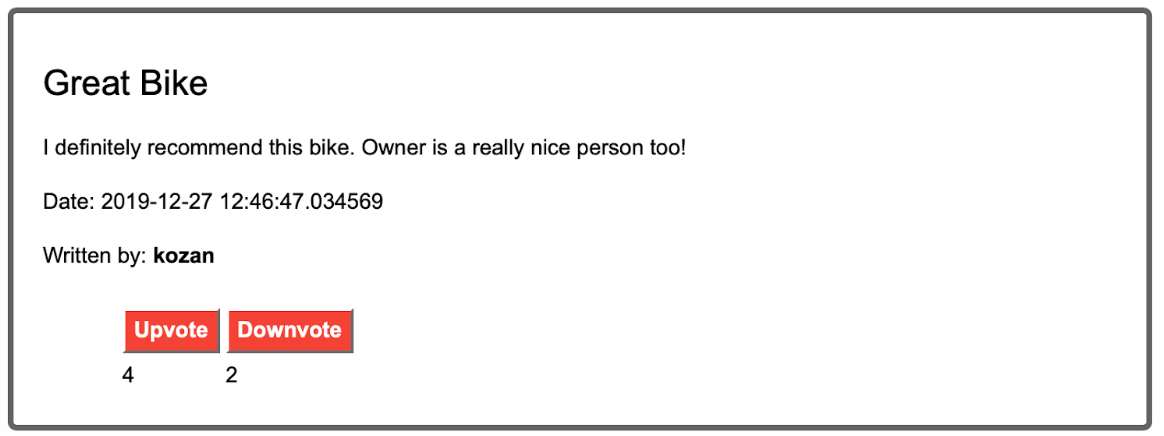 Great Bike
I definitely recommend this bike. Owner is a really nice person too!
Date: 2019-12-27 12:46:47.034569
Written by: kozan
Upvote Downvote
4 2